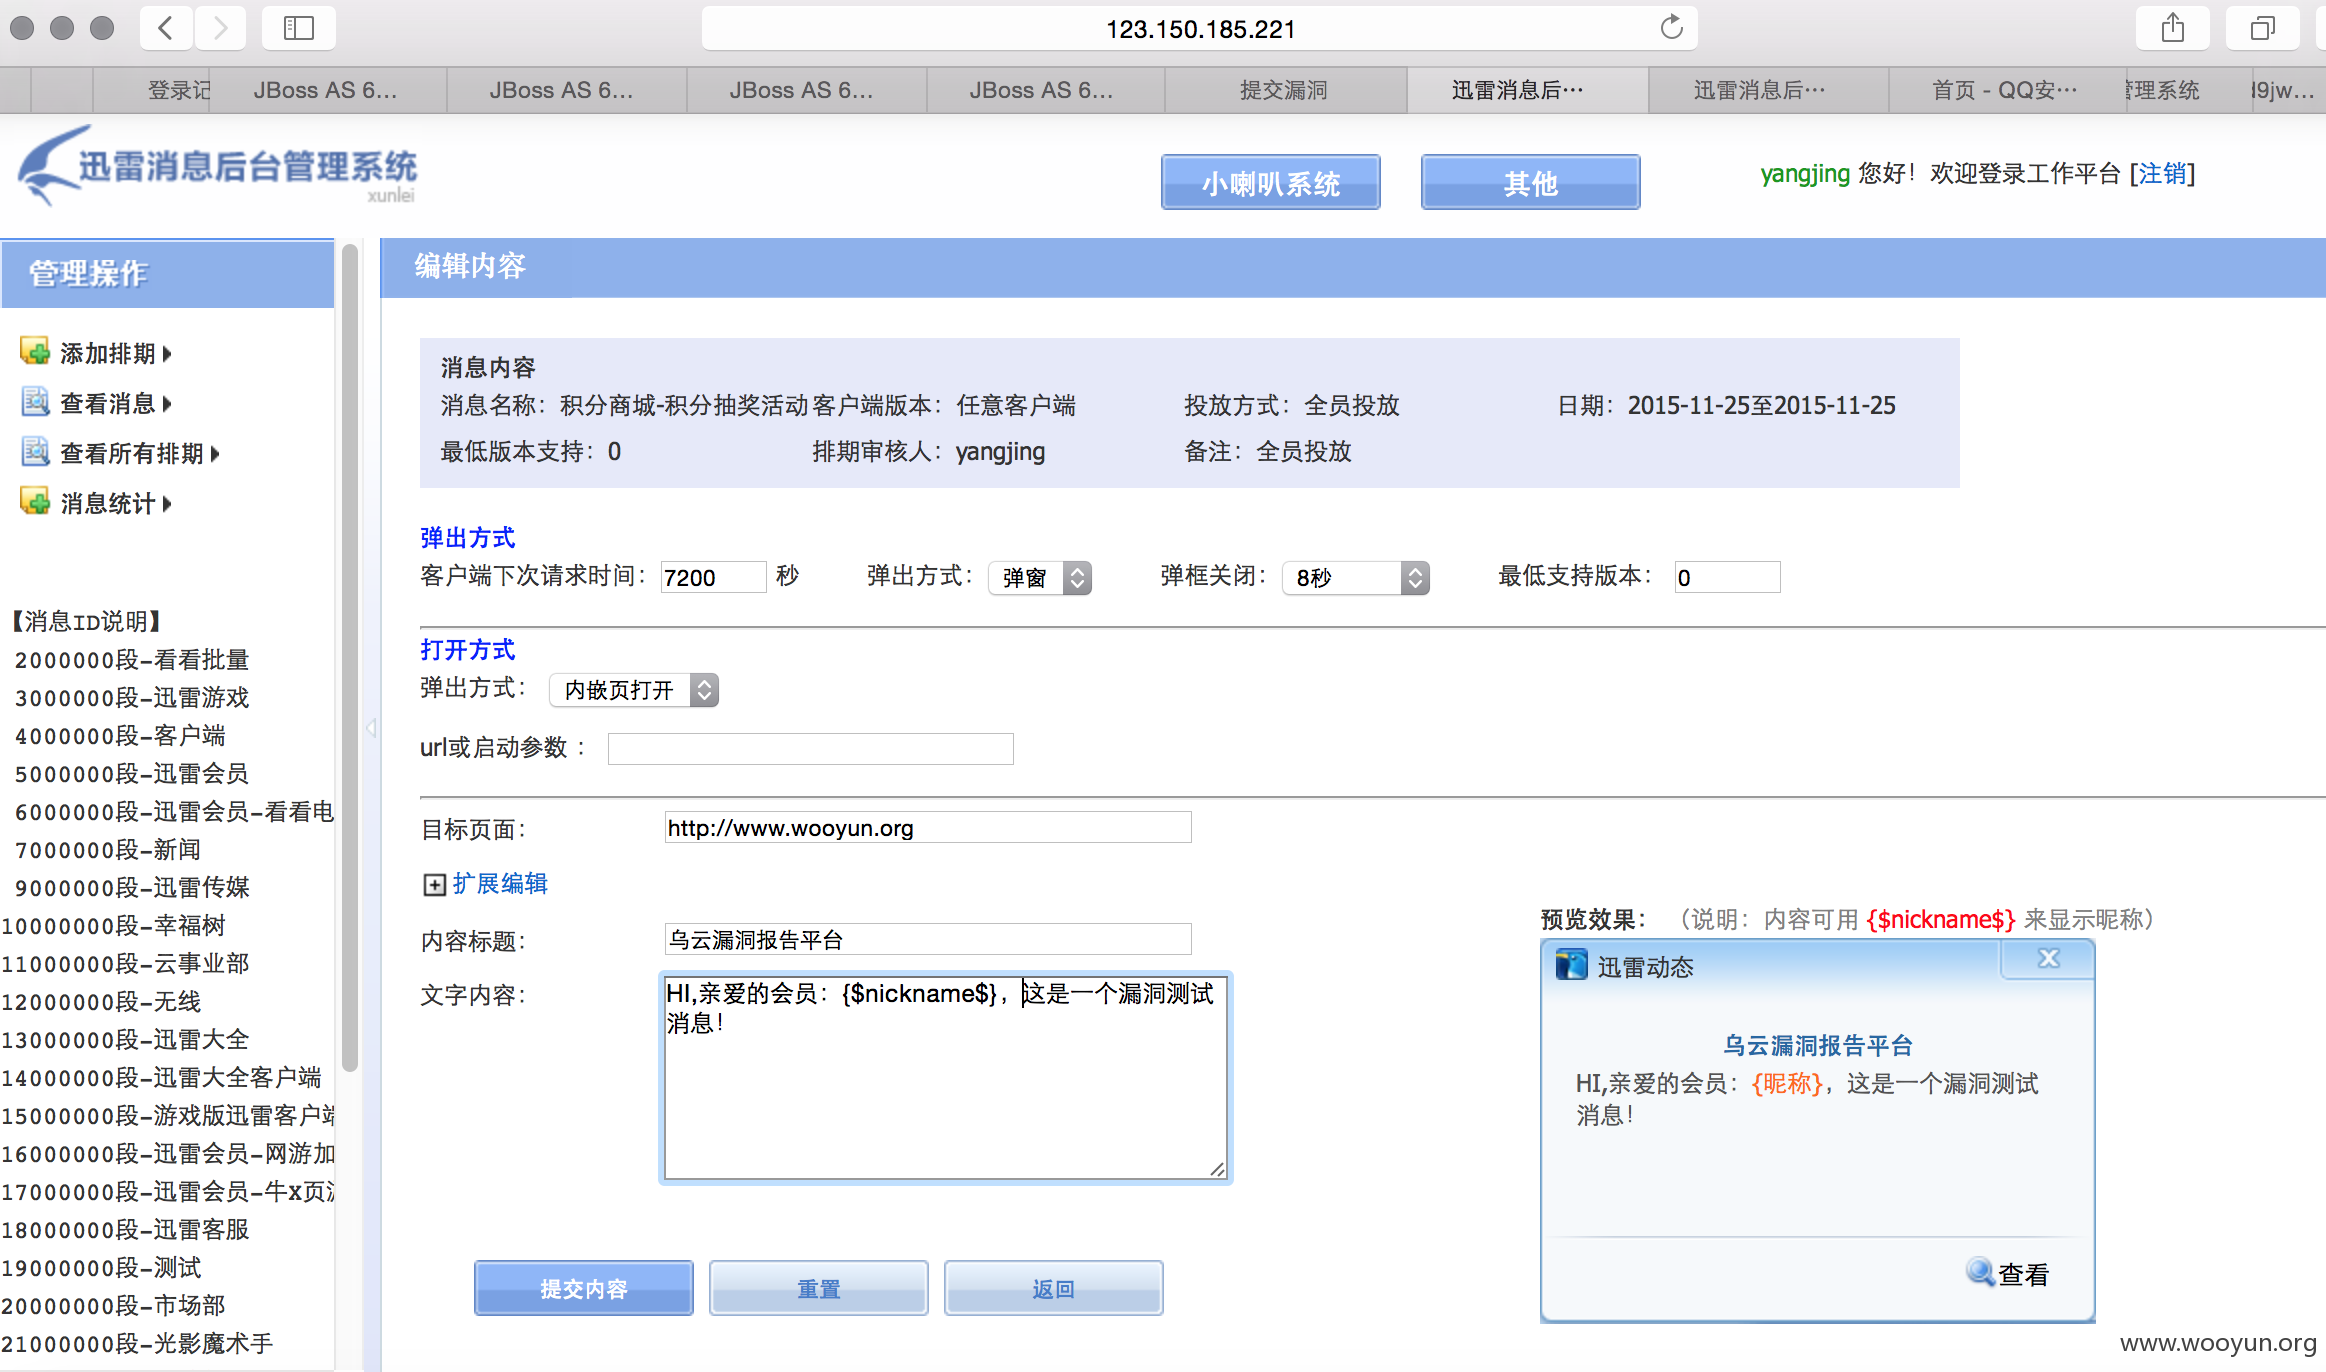 123.150.185.221
登录记
JBoss AS 6…
JBoss AS 6…
JBoss AS 6…
JBoss AS 6…
提交漏洞
迅雷消息后…
迅雷消息后…
首页 - QQ安…
管理系统
d9jw…
迅雷消息后台管理系统
xunlei
小喇叭系统
其他
yangjing 您好！欢迎登录工作平台 [注销]
管理操作
添加排期
查看消息
查看所有排期
消息统计
【消息ID说明】
2000000段-看看批量
3000000段-迅雷游戏
4000000段-客户端
5000000段-迅雷会员
6000000段-迅雷会员-看看电
7000000段-新闻
9000000段-迅雷传媒
10000000段-幸福树
11000000段-云事业部
12000000段-无线
13000000段-迅雷大全
14000000段-迅雷大全客户端
15000000段-游戏版迅雷客户端
16000000段-迅雷会员-网游加
17000000段-迅雷会员-牛x页游
18000000段-迅雷客服
19000000段-测试
20000000段-市场部
21000000段-光影魔术手
编辑内容
消息内容
消息名称：积分商城-积分抽奖活动 客户端版本：任意客户端 投放方式：全员投放 日期：2015-11-25至2015-11-25
最低版本支持：0 排期审核人：yangjing 备注：全员投放
弹出方式
客户端下次请求时间：7200 秒 弹出方式：弹窗 弹框关闭：8秒 最低支持版本：0
打开方式
弹出方式：内嵌页打开
url或启动参数：
目标页面：http://www.wooyun.org
扩展编辑
内容标题：乌云漏洞报告平台
文字内容：HI,亲爱的会员：{$nickname$}，这是一个漏洞测试
消息！
提交内容
重置
返回
预览效果：（说明：内容可用 {$nickname$} 来显示昵称）
迅雷动态
X
乌云漏洞报告平台
HI,亲爱的会员：{昵称}，这是一个漏洞测试
消息！
查看
www.wooyun.org